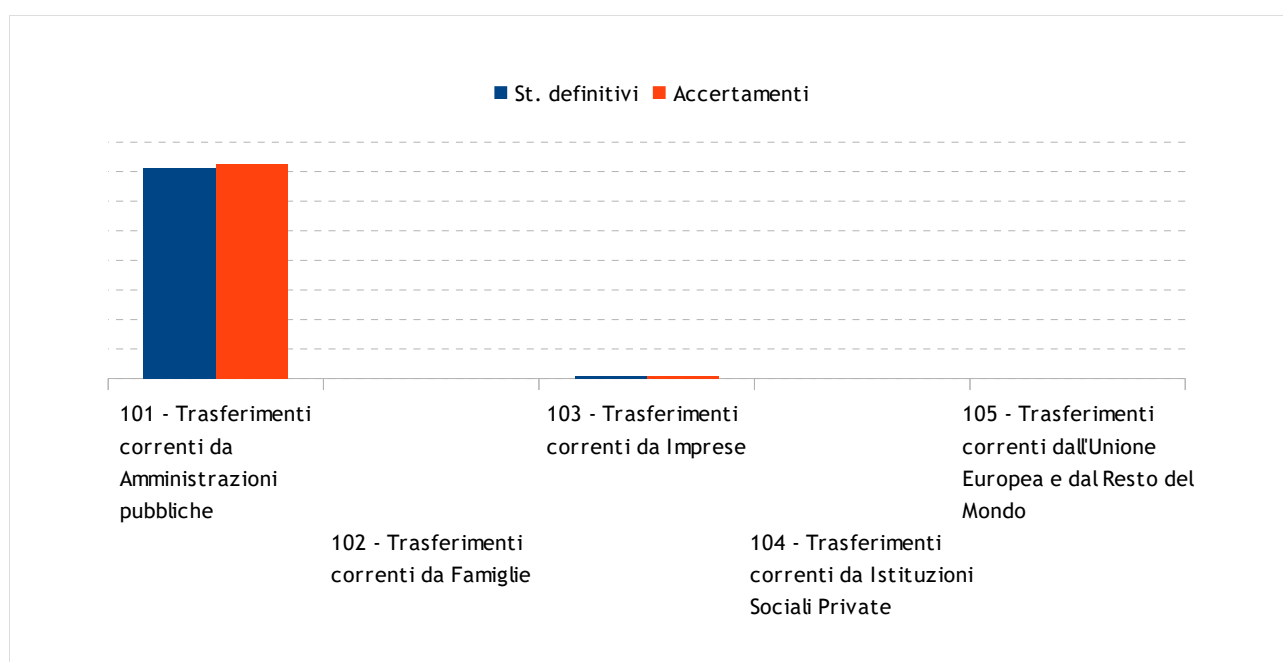 St. definitivi Accertamenti
101 - Trasferimenti
correnti da
Amministrazioni
pubbliche
102 - Trasferimenti
correnti da Famiglie
103 - Trasferimenti
correnti da Imprese
104 - Trasferimenti
correnti da Istituzioni
Sociali Private
105 - Trasferimenti
correnti dall'Unione
Europea e dal Resto del
Mondo